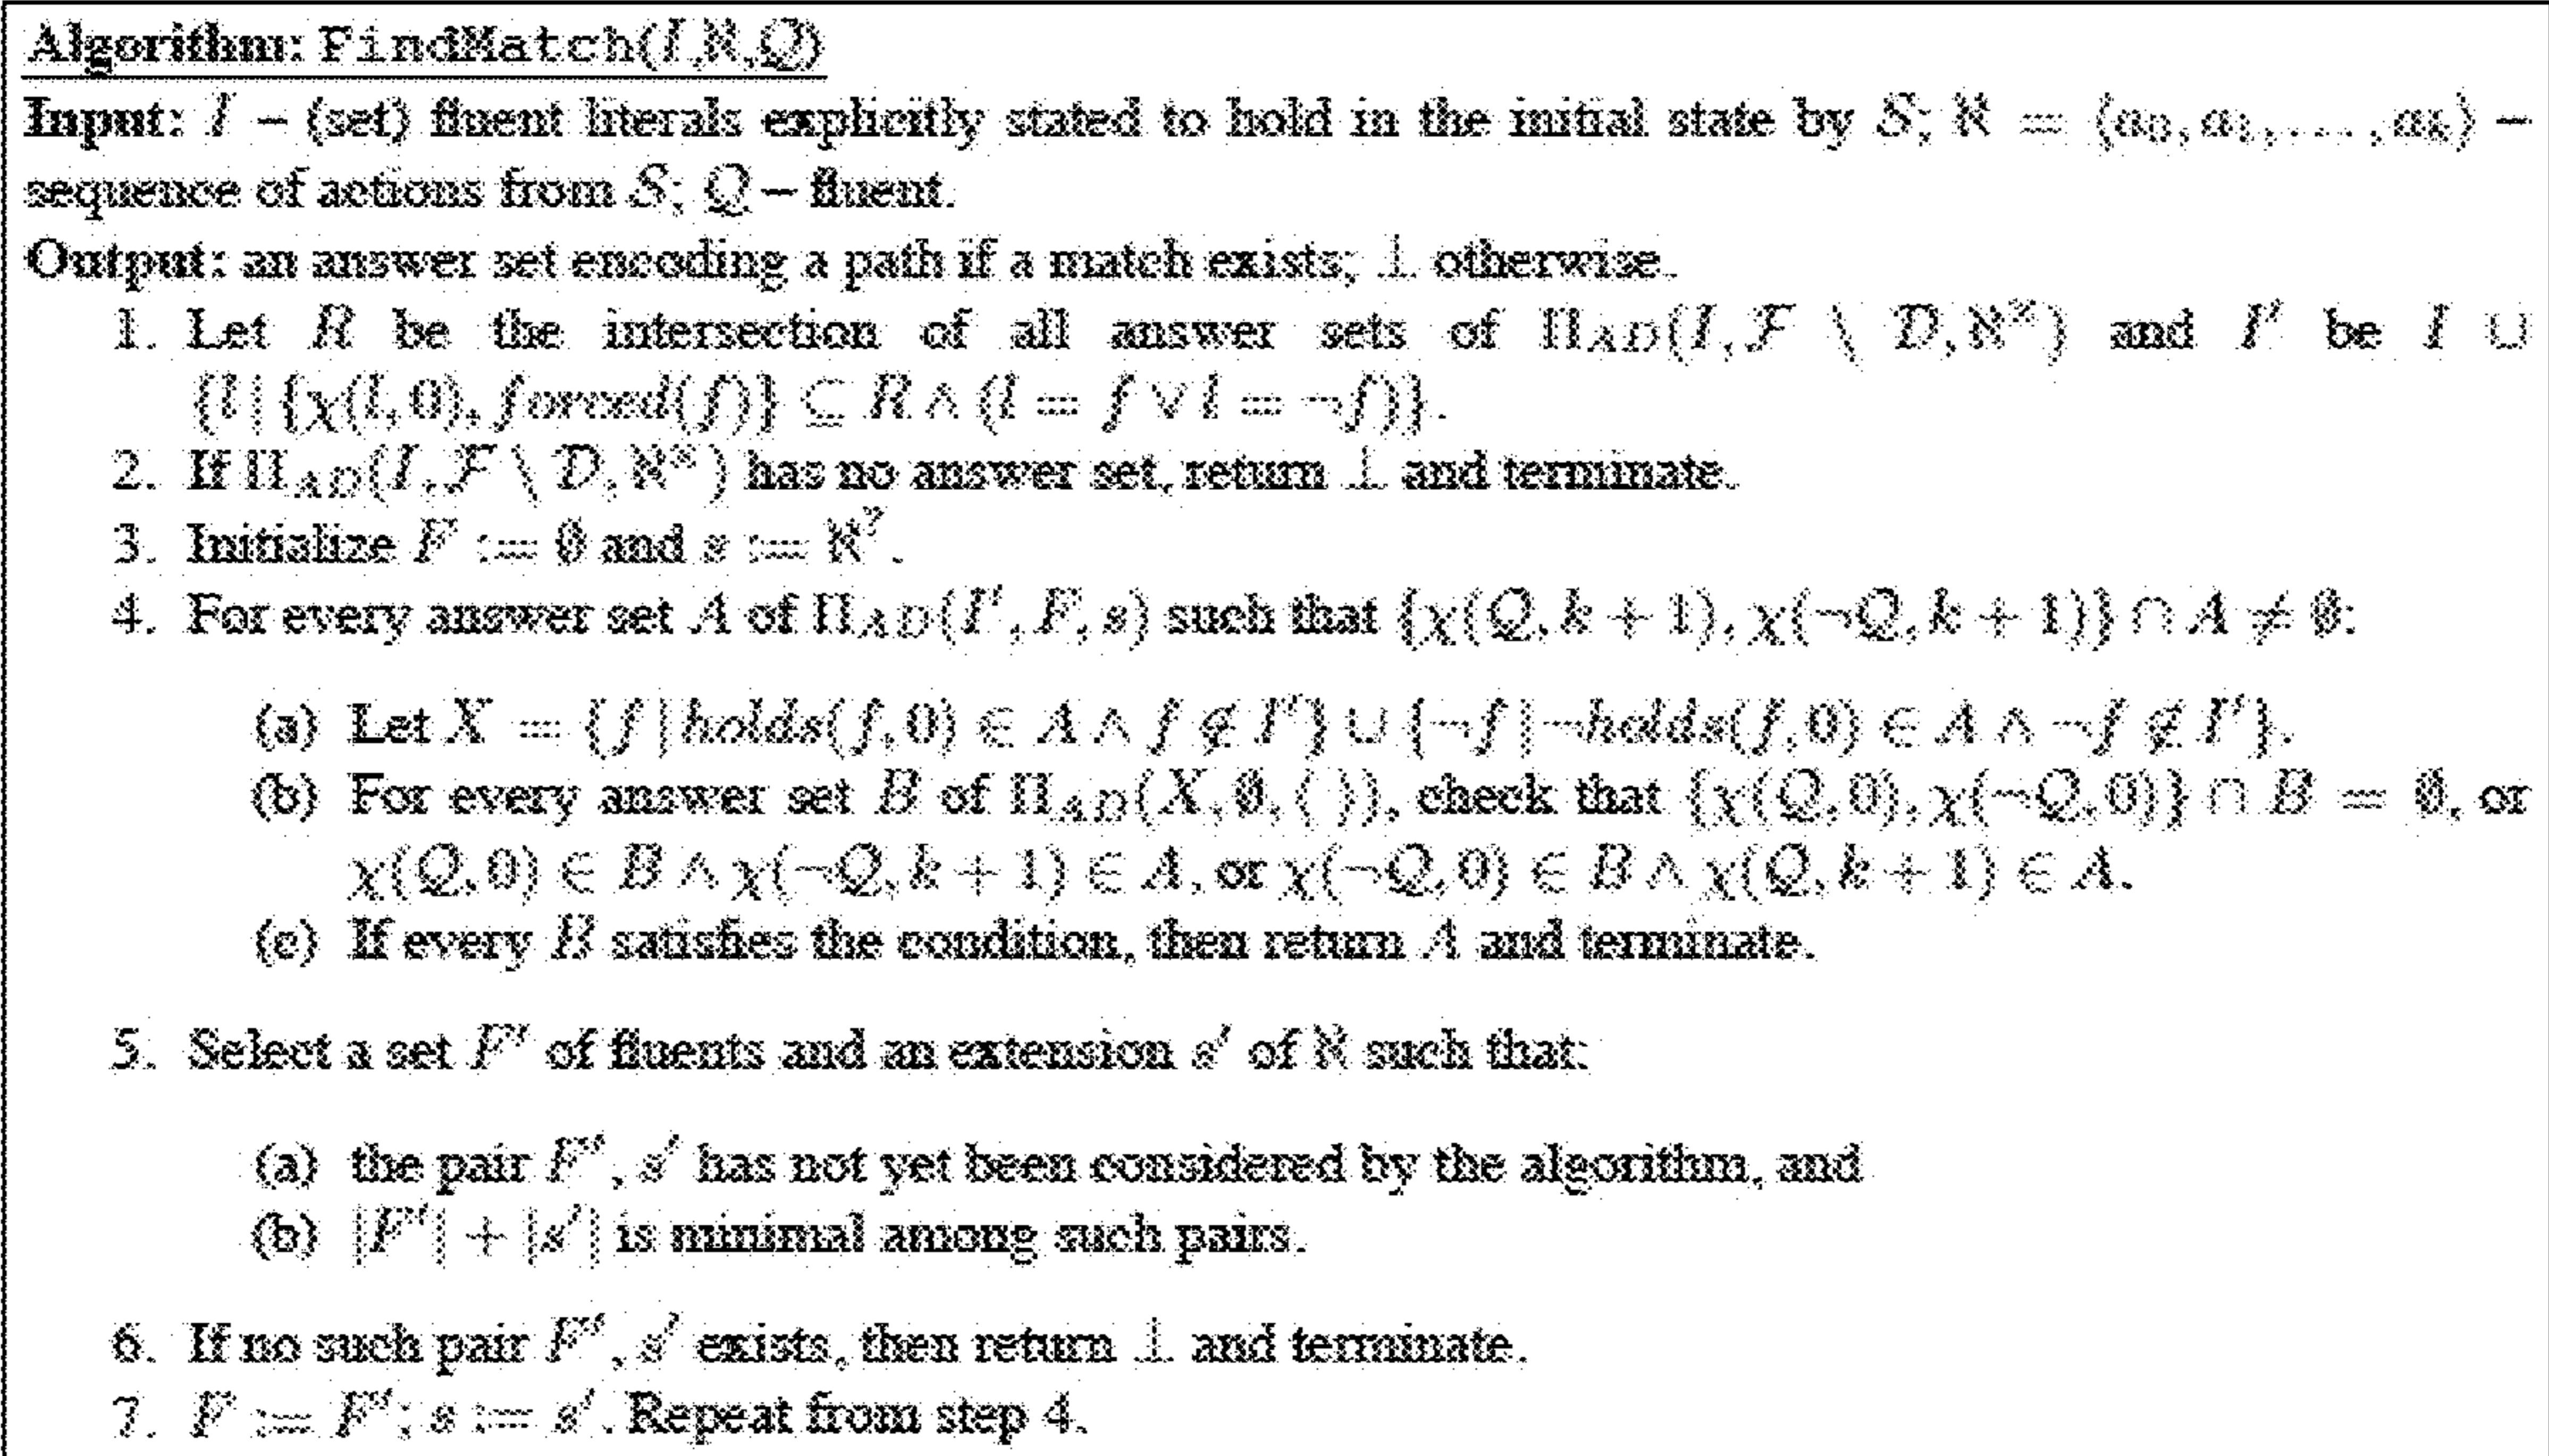 Algorithm: FindMatch(I,ℵ,Q)
Input: I – (set) fluent literals explicitly stated to hold in the initial state by S; ℵ = ⟨α₀, α₁, . . . , αₖ⟩ –
sequence of actions from S; Q – fluent.
Output: an answer set encoding a path if a match exists; ⊥ otherwise.
1. Let R be the intersection of all answer sets of Π_AD(I, F \ D, ℵ*) and I′ be I ∪
{l | {χ(l, 0), forced(f)} ⊆ R ∧ (l = f ∨ l = ¬f)}.
2. If Π_AD(I, F \ D, ℵ*) has no answer set, return ⊥ and terminate.
3. Initialize F := ∅ and s := ℵ^?.
4. For every answer set A of Π_AD(I′, F, s) such that {χ(Q, k + 1), χ(¬Q, k + 1)} ∩ A ≠ ∅:
(a) Let X = {f | holds(f, 0) ∈ A ∧ f ∉ I′} ∪ {¬f | ¬holds(f, 0) ∈ A ∧ ¬f ∉ I′}.
(b) For every answer set B of Π_AD(X, ∅, ⟨ ⟩), check that {χ(Q, 0), χ(¬Q, 0)} ∩ B = ∅, or
χ(Q, 0) ∈ B ∧ χ(¬Q, k + 1) ∈ A, or χ(¬Q, 0) ∈ B ∧ χ(Q, k + 1) ∈ A.
(c) If every B satisfies the condition, then return A and terminate.
5. Select a set F′ of fluents and an extension s′ of ℵ such that:
(a) the pair F′, s′ has not yet been considered by the algorithm, and
(b) |F′| + |s′| is minimal among such pairs.
6. If no such pair F′, s′ exists, then return ⊥ and terminate.
7. F := F′; s := s′. Repeat from step 4.